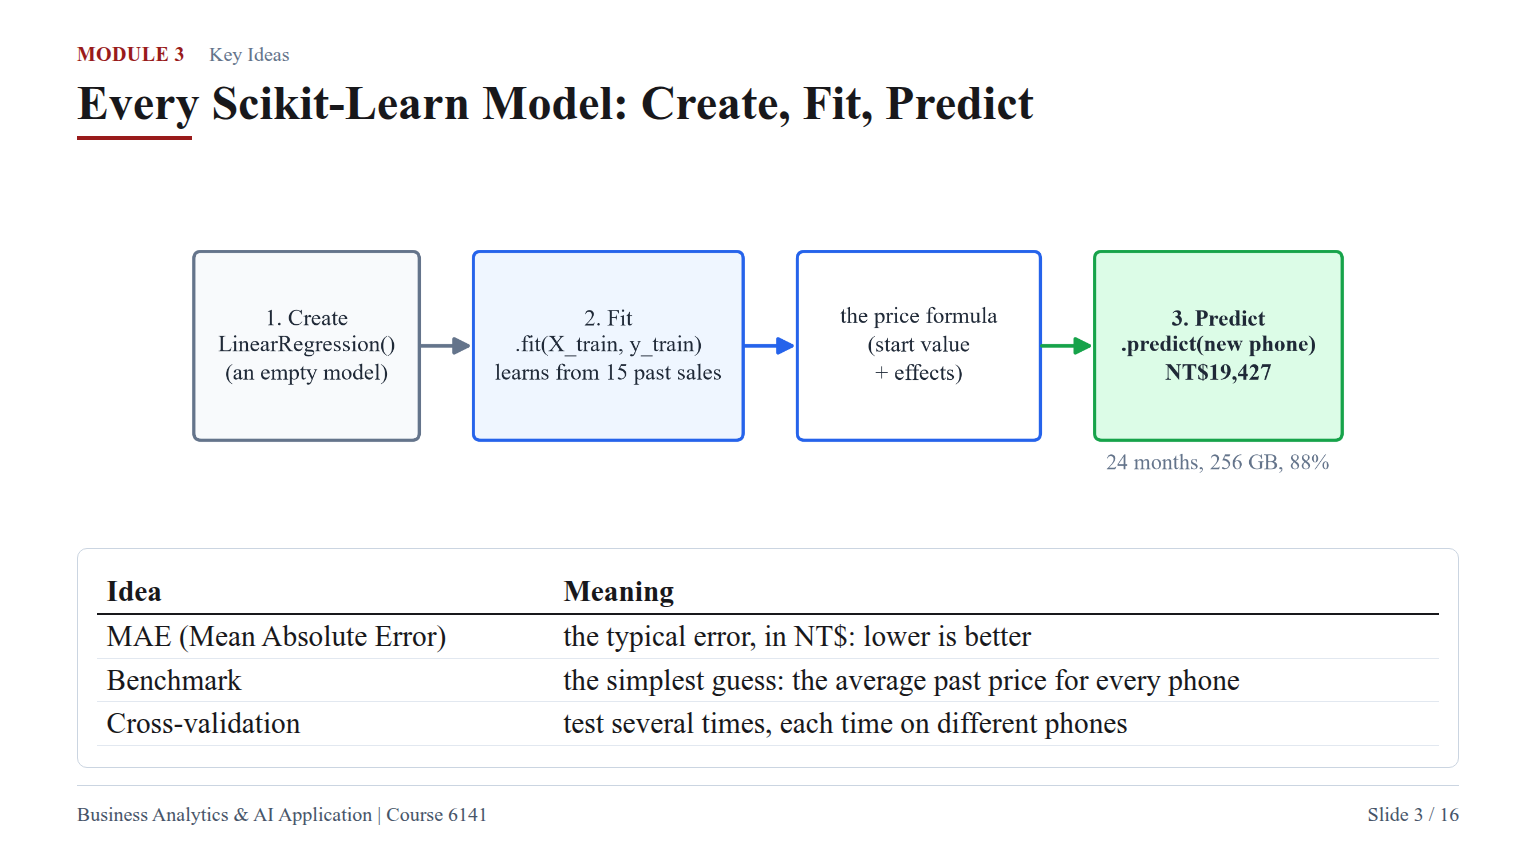 MODULE 3 Key Ideas
Every Scikit-Learn Model: Create, Fit, Predict
1. Create
LinearRegression()
(an empty model)
2. Fit
.fit(X_train, y_train)
learns from 15 past sales
the price formula
(start value
+ effects)
3. Predict
.predict(new phone)
NT$19,427
24 months, 256 GB, 88%
Idea Meaning
MAE (Mean Absolute Error) the typical error, in NT$: lower is better
Benchmark the simplest guess: the average past price for every phone
Cross-validation test several times, each time on different phones
Business Analytics & AI Application | Course 6141 Slide 3 / 16